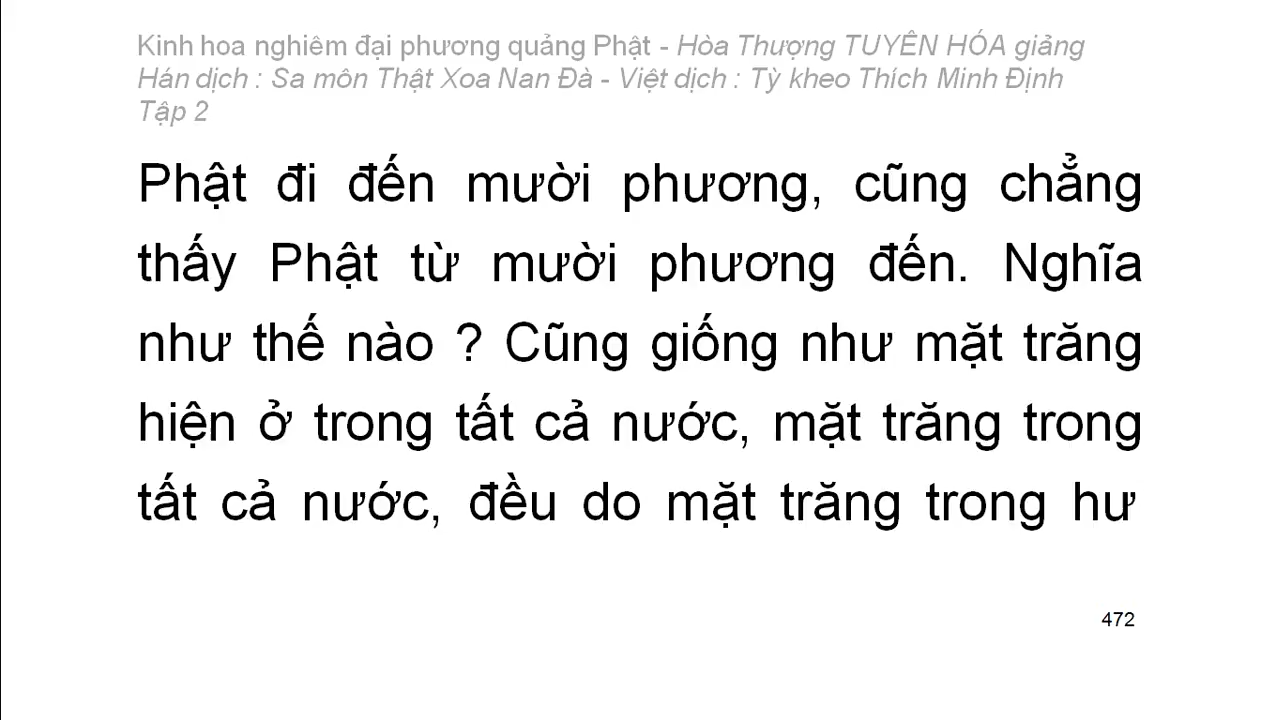 Kinh hoa nghiêm đại phương quảng Phật - Hòa Thượng TUYÊN HÓA giảng
Hán dịch : Sa môn Thật Xoa Nan Đà - Việt dịch : Tỳ kheo Thích Minh Định
Tập 2
Phật đi đến mười phương, cũng chẳng
thấy Phật từ mười phương đến. Nghĩa
như thế nào ? Cũng giống như mặt trăng
hiện ở trong tất cả nước, mặt trăng trong
tất cả nước, đều do mặt trăng trong hư
472